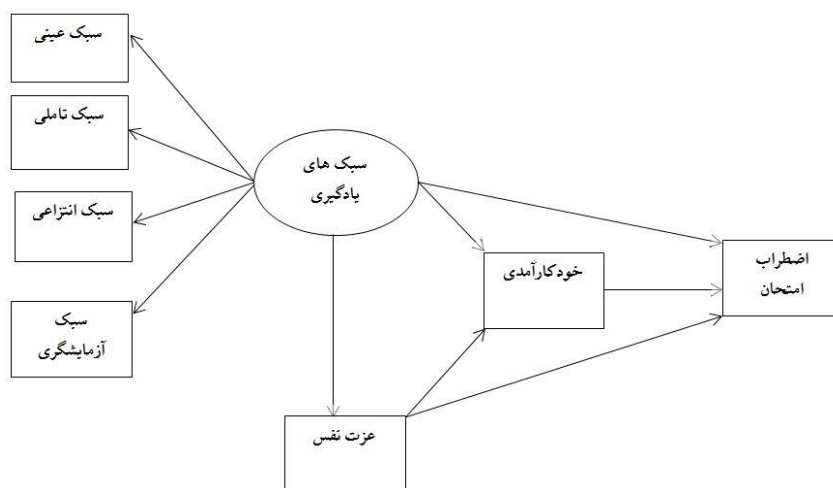 سبک عینی
سبک تاملی
سبک انتزاعی
سبک
آزمایشگری
سبک های
یادگیری
خودکارآمدی
عزت نفس
اضطراب
امتحان